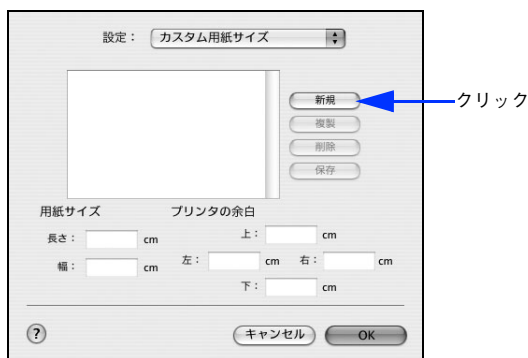 設定： カスタム用紙サイズ
新規
クリック
複製
削除
保存
用紙サイズ
プリンタの余白
長さ： cm
上： cm
幅： cm
左： cm 右： cm
下： cm
?
キャンセル
OK